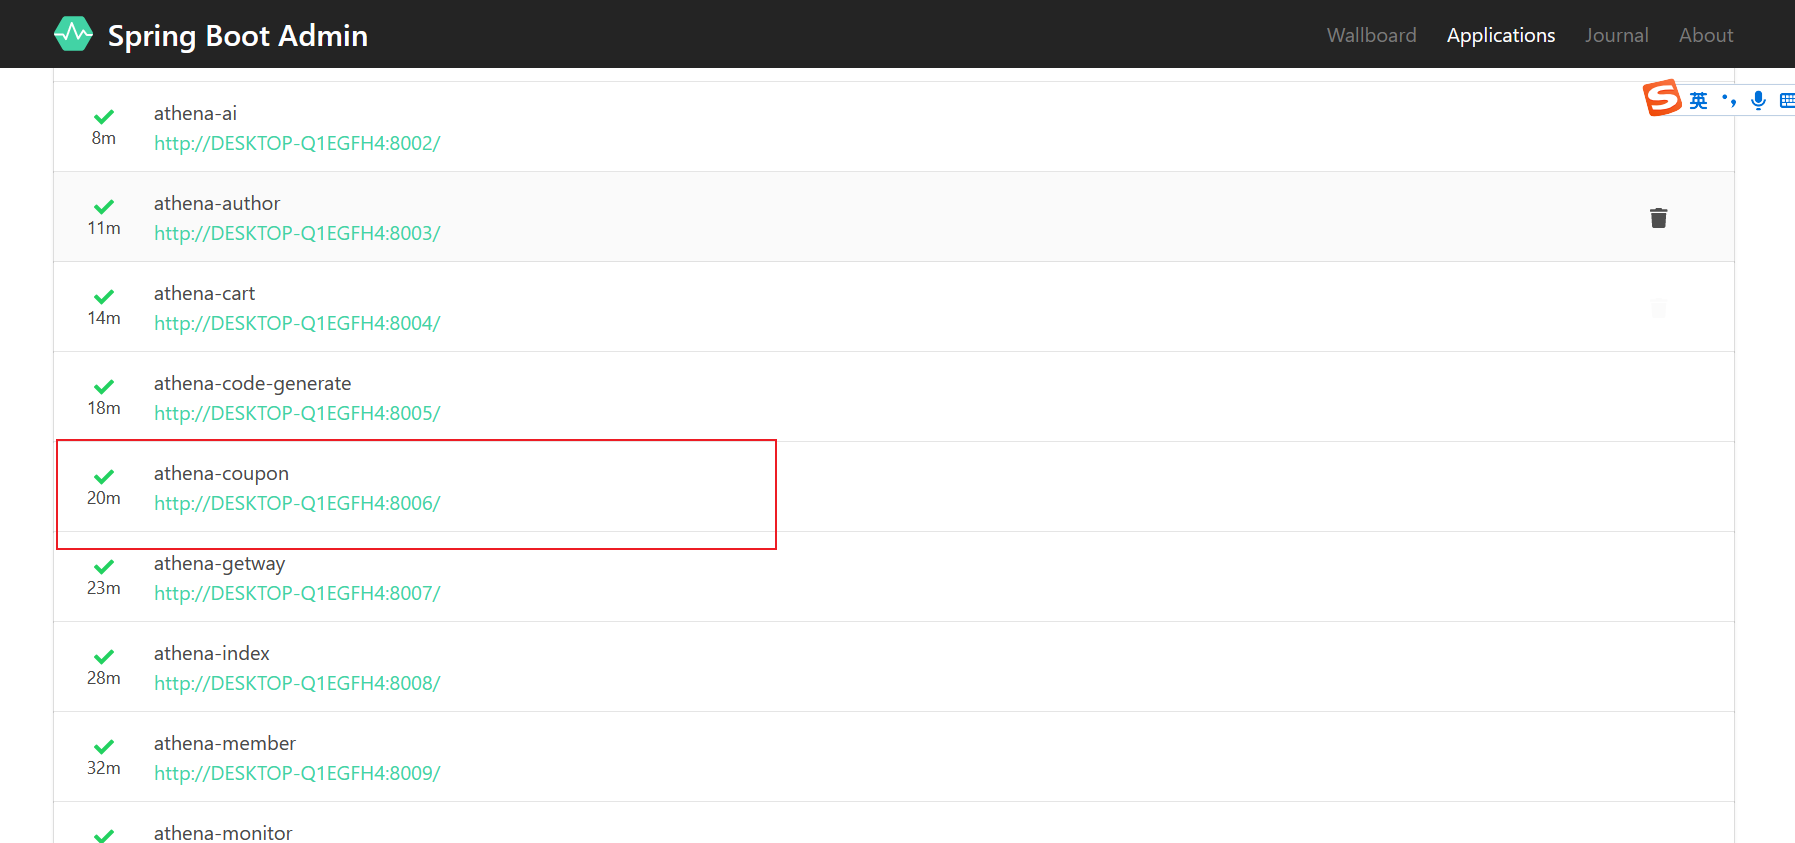 Spring Boot Admin
Wallboard Applications Journal About
英
athena-ai
8m
http://DESKTOP-Q1EGFH4:8002/
athena-author
11m
http://DESKTOP-Q1EGFH4:8003/
athena-cart
14m
http://DESKTOP-Q1EGFH4:8004/
athena-code-generate
18m
http://DESKTOP-Q1EGFH4:8005/
athena-coupon
20m
http://DESKTOP-Q1EGFH4:8006/
athena-getway
23m
http://DESKTOP-Q1EGFH4:8007/
athena-index
28m
http://DESKTOP-Q1EGFH4:8008/
athena-member
32m
http://DESKTOP-Q1EGFH4:8009/
athena-monitor